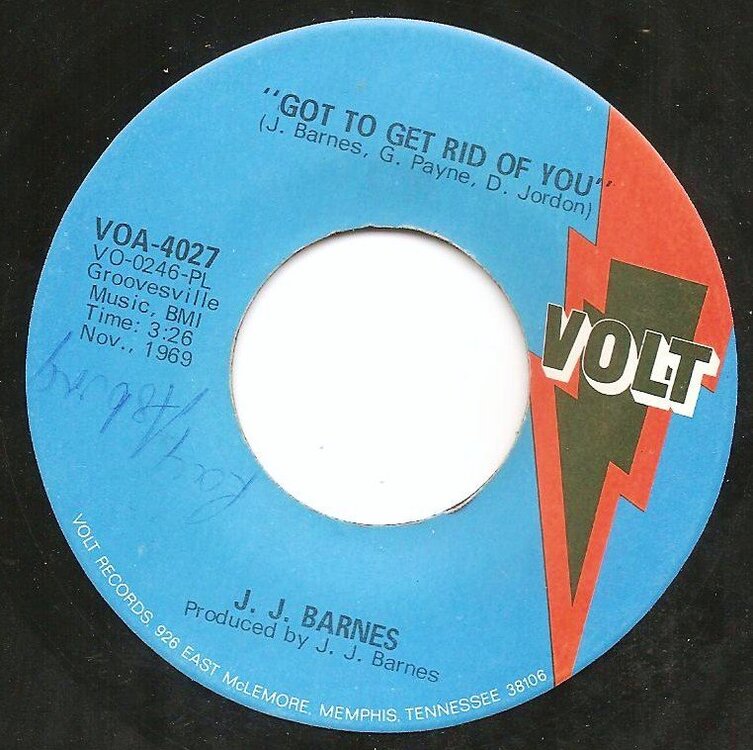 "GOT TO GET RID OF YOU"
(J. Barnes, G. Payne, D. Jordon)
VOA-4027
VO-0246-PL
Groovesville
Music, BMI
Time: 3:26
Nov., 1969
VOLT
J. J. BARNES
Produced by J. J. Barnes
VOLT RECORDS, 926 EAST McLEMORE, MEMPHIS, TENNESSEE 38106